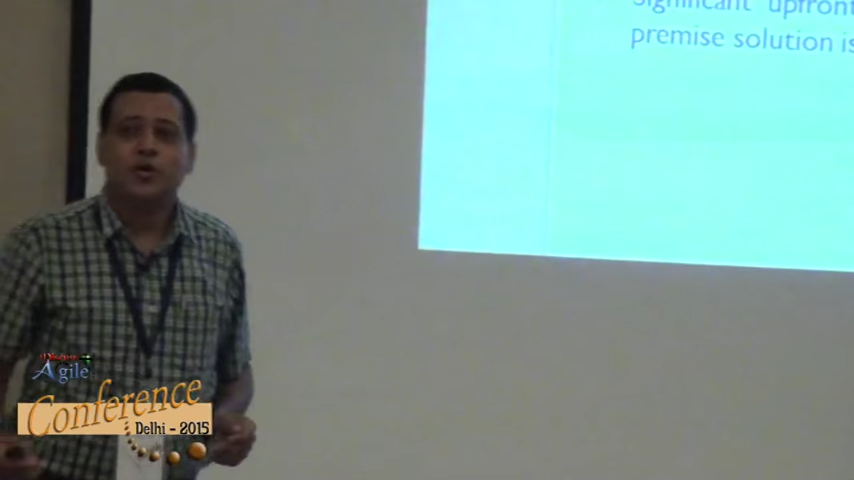 significant upfront
premise solution is
Agile
Conference
Delhi - 2015